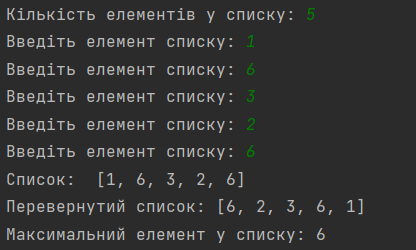 Кількість елементів у списку: 5
Введіть елемент списку: 1
Введіть елемент списку: 6
Введіть елемент списку: 3
Введіть елемент списку: 2
Введіть елемент списку: 6
Список:  [1, 6, 3, 2, 6]
Перевернутий список: [6, 2, 3, 6, 1]
Максимальний елемент у списку: 6